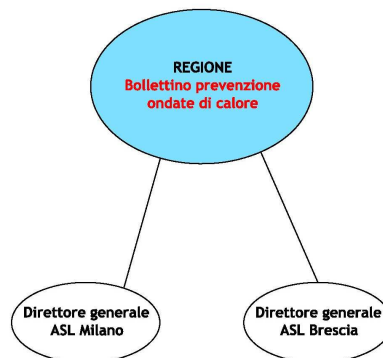 REGIONE
Bollettino prevenzione
ondate di calore
Direttore generale
ASL Milano
Direttore generale
ASL Brescia